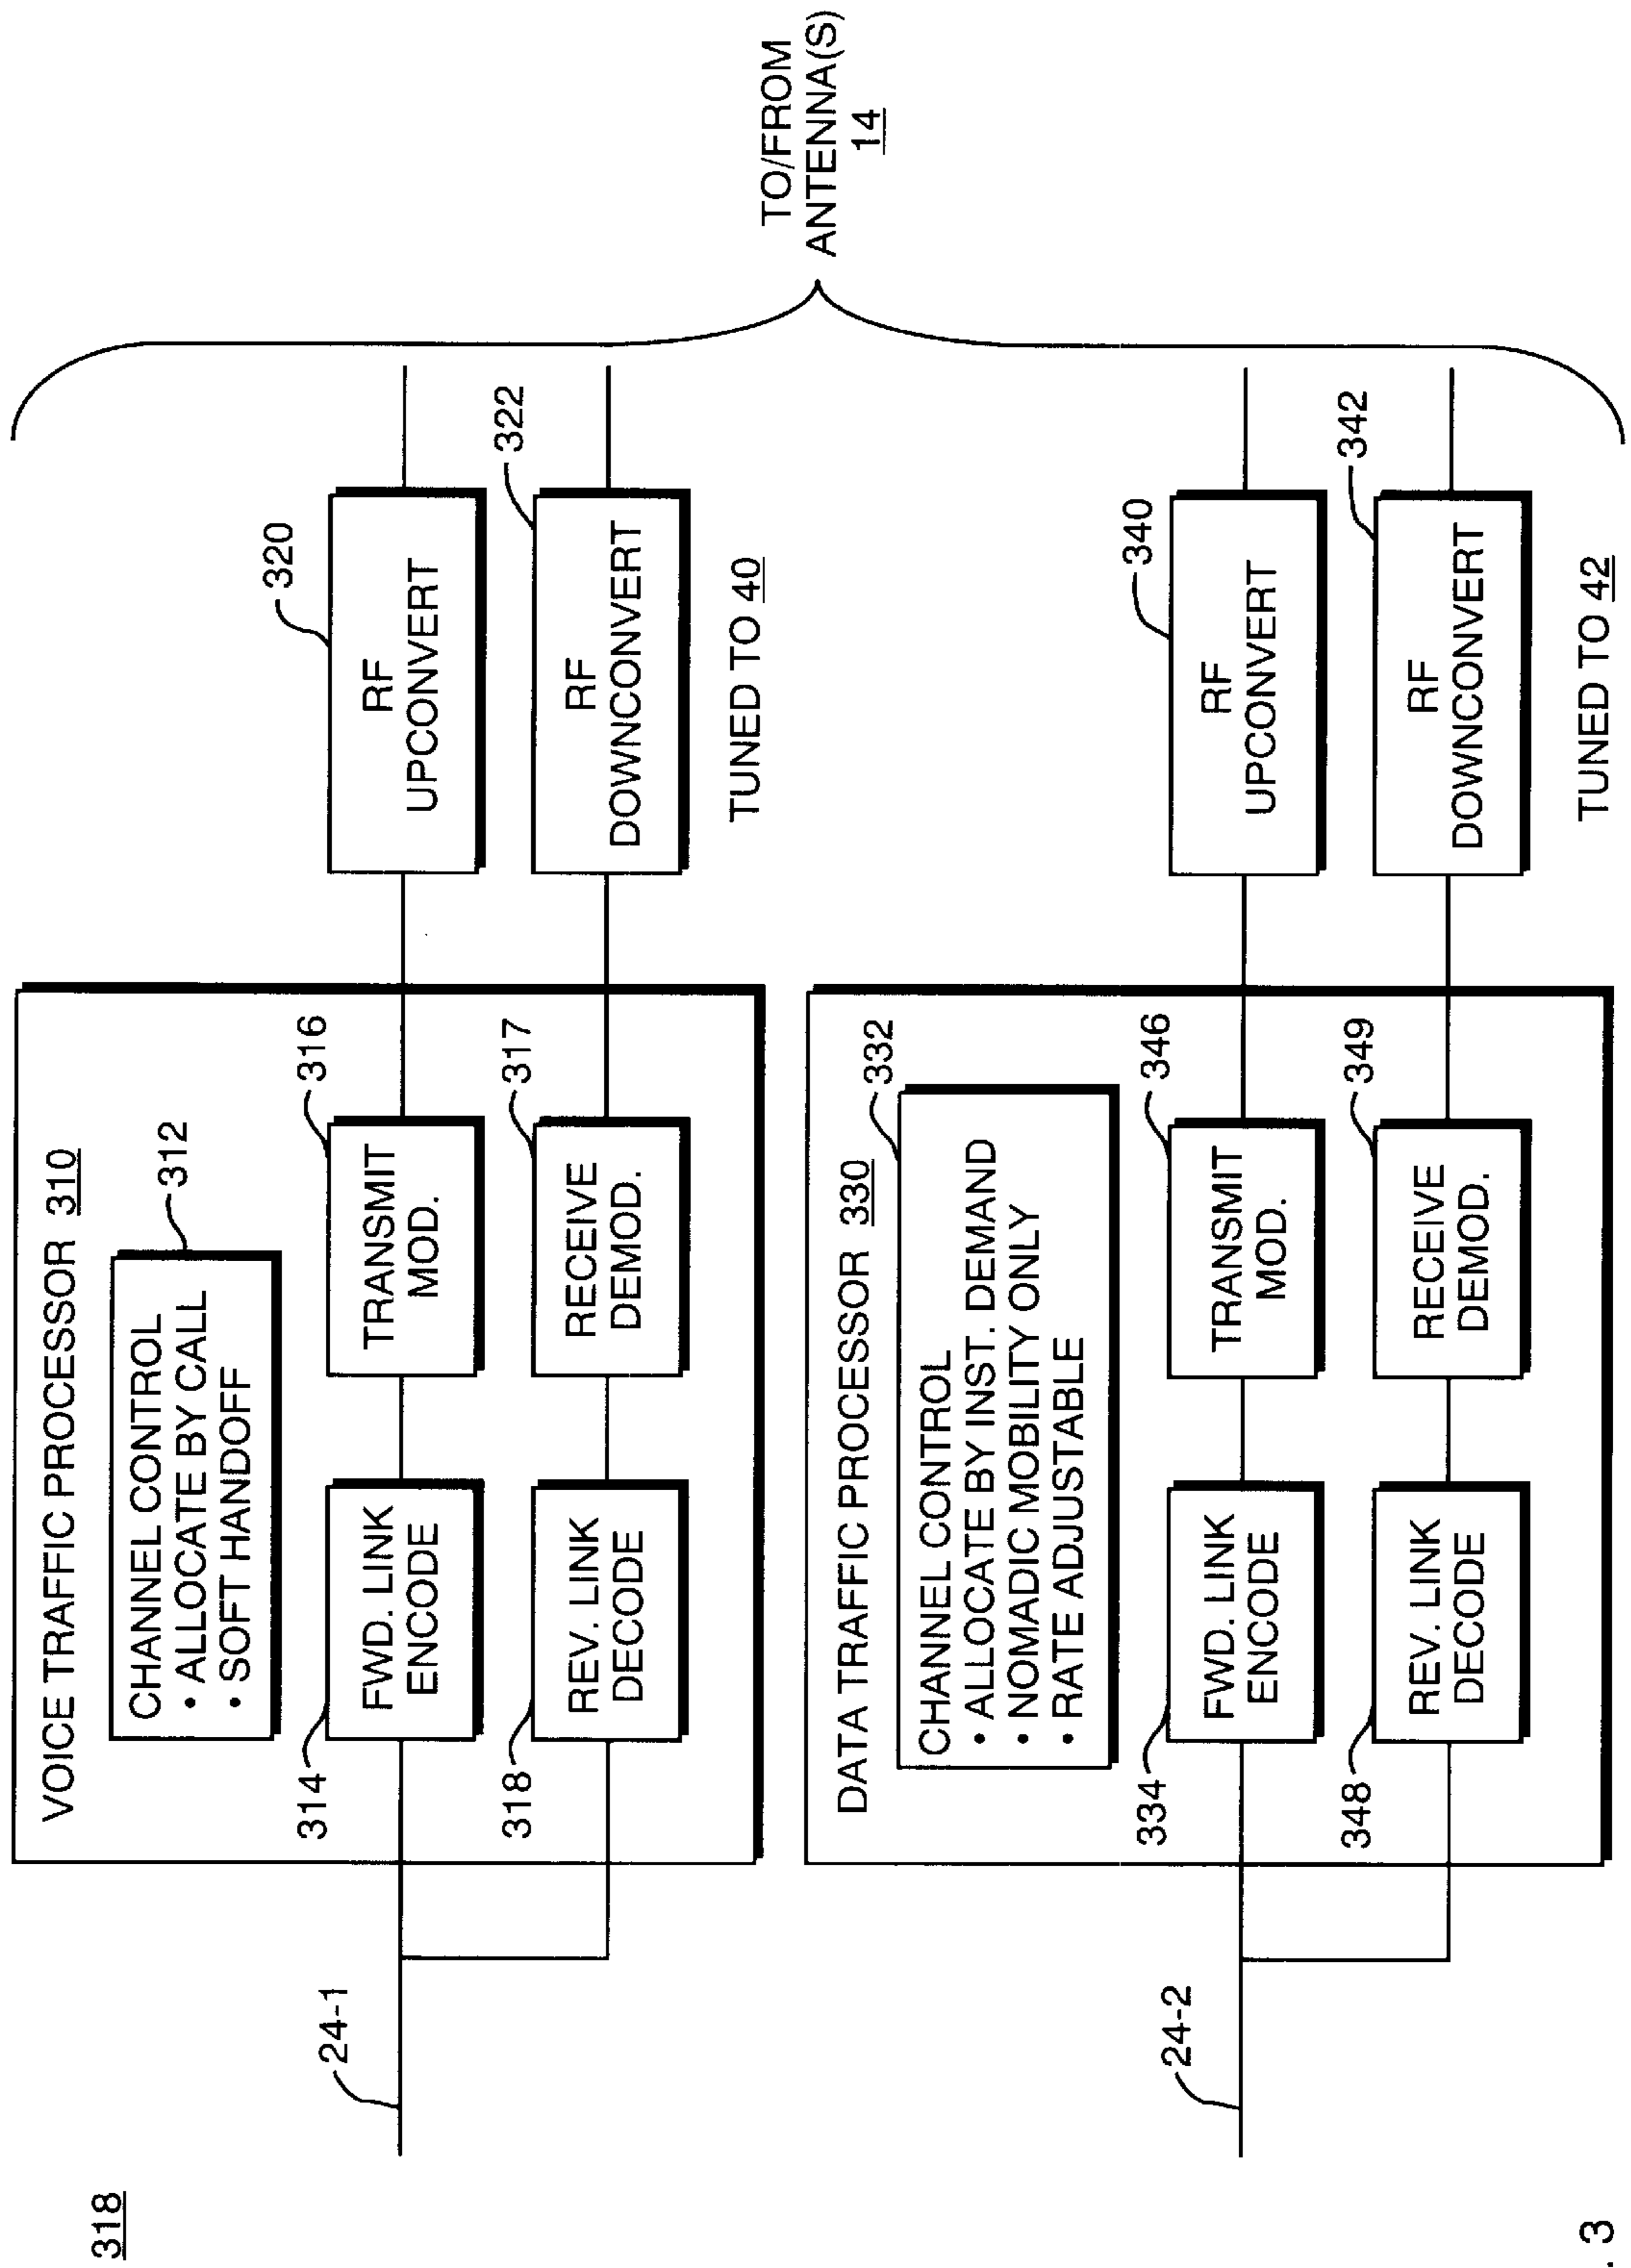 318
VOICE TRAFFIC PROCESSOR 310
312
CHANNEL CONTROL
• ALLOCATE BY CALL
• SOFT HANDOFF
24-1
314
FWD. LINK
ENCODE
316
TRANSMIT
MOD.
320
RF
UPCONVERT
318
REV. LINK
DECODE
317
RECEIVE
DEMOD.
322
RF
DOWNCONVERT
TUNED TO 40
TO/FROM
ANTENNA(S)
14
DATA TRAFFIC PROCESSOR 330
332
CHANNEL CONTROL
• ALLOCATE BY INST. DEMAND
• NOMADIC MOBILITY ONLY
• RATE ADJUSTABLE
24-2
334
FWD. LINK
ENCODE
346
TRANSMIT
MOD.
340
RF
UPCONVERT
348
REV. LINK
DECODE
349
RECEIVE
DEMOD.
342
RF
DOWNCONVERT
TUNED TO 42
. 3